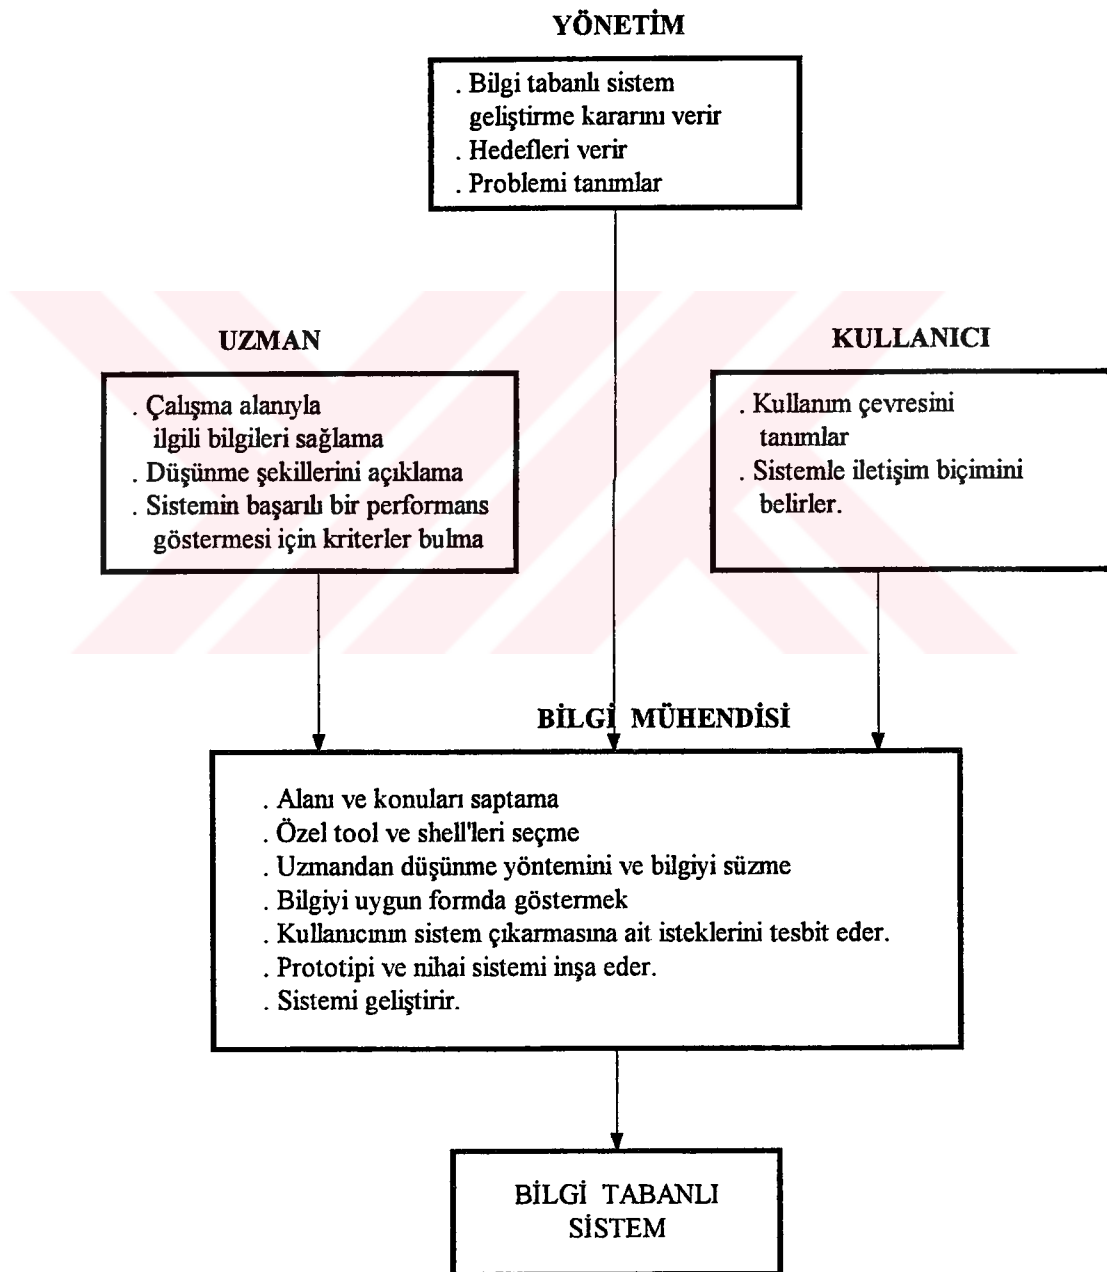 YÖNETİM
. Bilgi tabanlı sistem
geliştirme kararını verir
. Hedefleri verir
. Problemi tanımlar
UZMAN
. Çalışma alanıyla
ilgili bilgileri sağlama
. Düşünme şekillerini açıklama
. Sistemin başarılı bir performans
göstermesi için kriterler bulma
KULLANICI
. Kullanım çevresini
tanımlar
. Sistemle iletişim biçimini
belirler.
BİLGİ MÜHENDİSİ
. Alanı ve konuları saptama
. Özel tool ve shell'leri seçme
. Uzmandan düşünme yöntemini ve bilgiyi süzme
. Bilgiyi uygun formda göstermek
. Kullanıcının sistem çıkarmasına ait isteklerini tesbit eder.
. Prototipi ve nihai sistemi inşa eder.
. Sistemi geliştirir.
BİLGİ TABANLI
SİSTEM